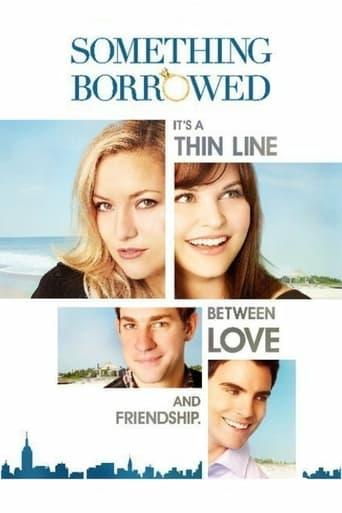 SOMETHING
BORROWED
IT'S A
THIN LINE
BETWEEN
LOVE
AND
FRIENDSHIP.